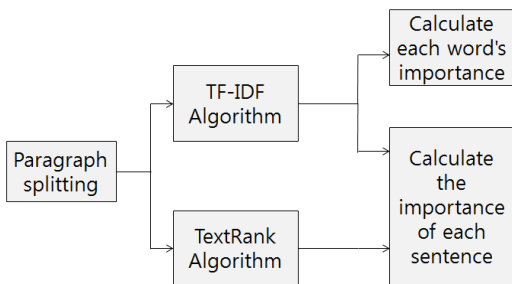 Paragraph
splitting
TF-IDF
Algorithm
TextRank
Algorithm
Calculate
each word's
importance
Calculate
the
importance
of each
sentence